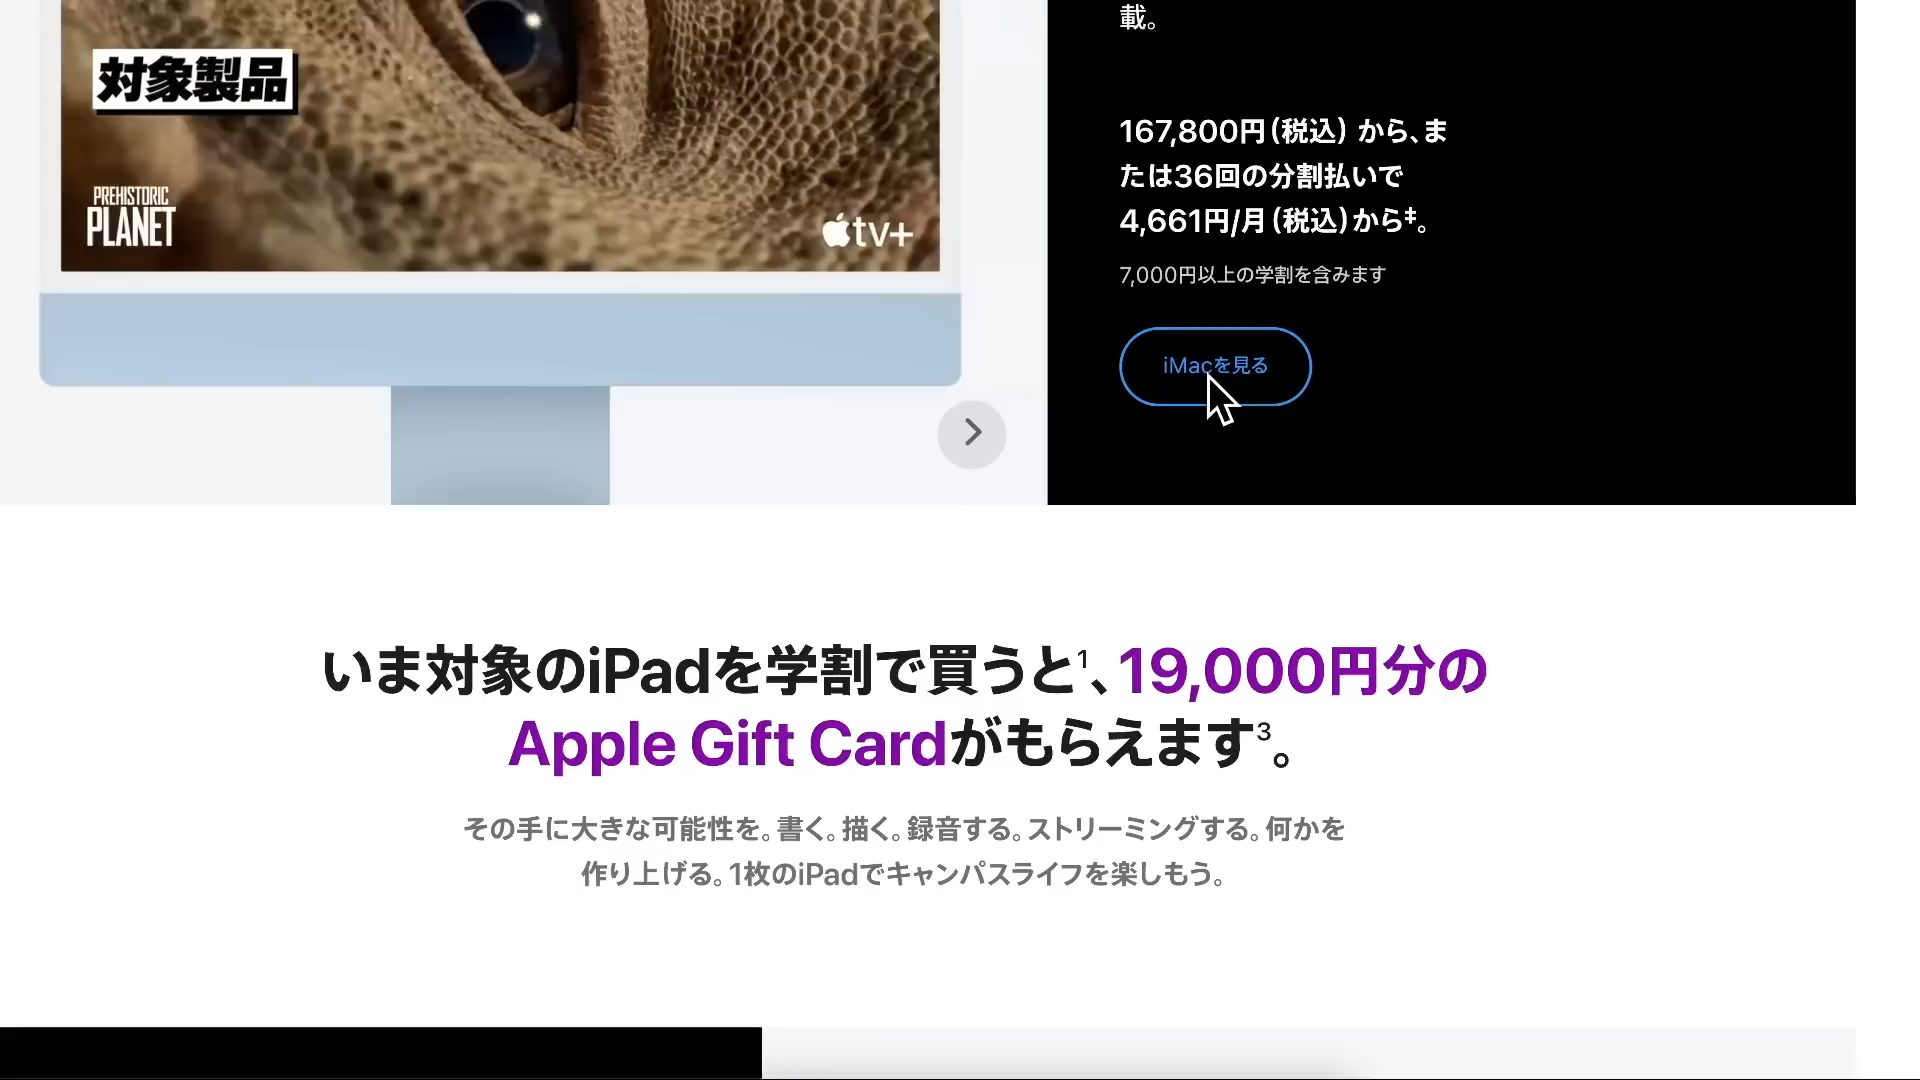 対象製品
PREHISTORIC
PLANET
tv+
載。
167,800円(税込)から、ま
たは36回の分割払いで
4,661円/月(税込)から‡。
7,000円以上の学割を含みます
iMacを見る
いま対象のiPadを学割で買うと¹、19,000円分の
Apple Gift Cardがもらえます³。
その手に大きな可能性を。書く。描く。録音する。ストリーミングする。何かを
作り上げる。1枚のiPadでキャンパスライフを楽しもう。